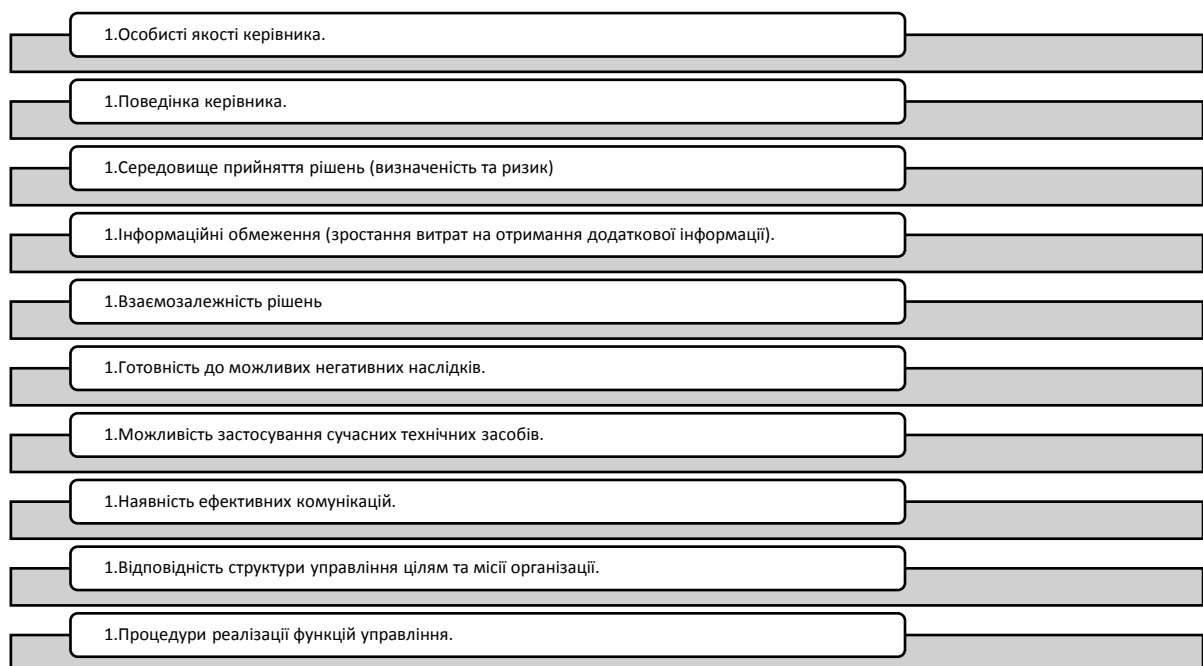 1.Особисті якості керівника.
1.Поведінка керівника.
1.Середовище прийняття рішень (визначеність та ризик)
1.Інформаційні обмеження (зростання витрат на отримання додаткової інформації).
1.Взаємозалежність рішень
1.Готовність до можливих негативних наслідків.
1.Можливість застосування сучасних технічних засобів.
1.Наявність ефективних комунікацій.
1.Відповідність структури управління цілям та місії організації.
1.Процедури реалізації функцій управління.